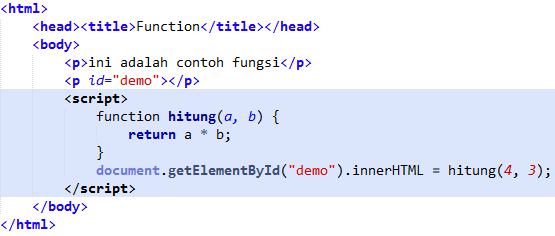 <html>
<head><title>Function</title></head>
<body>
<p>ini adalah contoh fungsi</p>
<p id="demo"></p>
<script>
function hitung(a, b) {
return a * b;
}
document.getElementById("demo").innerHTML = hitung(4, 3);
</script>
</body>
</html>